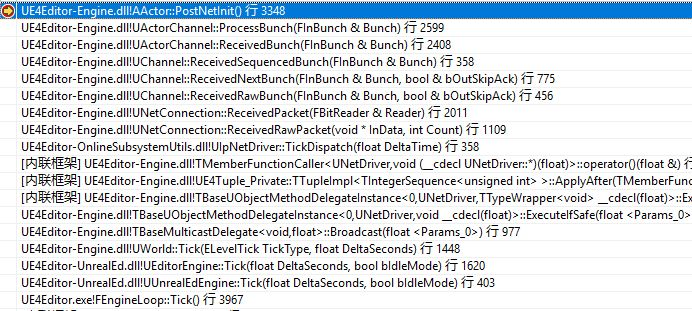 UE4Editor-Engine.dll!AActor::PostNetInit() 行 3348
UE4Editor-Engine.dll!UActorChannel::ProcessBunch(FInBunch & Bunch) 行 2599
UE4Editor-Engine.dll!UActorChannel::ReceivedBunch(FInBunch & Bunch) 行 2408
UE4Editor-Engine.dll!UChannel::ReceivedSequencedBunch(FInBunch & Bunch) 行 358
UE4Editor-Engine.dll!UChannel::ReceivedNextBunch(FInBunch & Bunch, bool & bOutSkipAck) 行 775
UE4Editor-Engine.dll!UChannel::ReceivedRawBunch(FInBunch & Bunch, bool & bOutSkipAck) 行 456
UE4Editor-Engine.dll!UNetConnection::ReceivedPacket(FBitReader & Reader) 行 2011
UE4Editor-Engine.dll!UNetConnection::ReceivedRawPacket(void * InData, int Count) 行 1109
UE4Editor-OnlineSubsystemUtils.dll!UIpNetDriver::TickDispatch(float DeltaTime) 行 358
[内联框架] UE4Editor-Engine.dll!TMemberFunctionCaller<UNetDriver,void (__cdecl UNetDriver::*)(float)>::operator()(float &) 行
[内联框架] UE4Editor-Engine.dll!UE4Tuple_Private::TTupleImpl<TIntegerSequence<unsigned int> >::ApplyAfter(TMemberFunc
[内联框架] UE4Editor-Engine.dll!TBaseUObjectMethodDelegateInstance<0,UNetDriver,TTypeWrapper<void> __cdecl(float)>::Ex
UE4Editor-Engine.dll!TBaseUObjectMethodDelegateInstance<0,UNetDriver,void __cdecl(float)>::ExecuteIfSafe(float <Params_0>)
UE4Editor-Engine.dll!TBaseMulticastDelegate<void,float>::Broadcast(float <Params_0>) 行 977
UE4Editor-Engine.dll!UWorld::Tick(ELevelTick TickType, float DeltaSeconds) 行 1448
UE4Editor-UnrealEd.dll!UEditorEngine::Tick(float DeltaSeconds, bool bIdleMode) 行 1620
UE4Editor-UnrealEd.dll!UUnrealEdEngine::Tick(float DeltaSeconds, bool bIdleMode) 行 403
UE4Editor.exe!FEngineLoop::Tick() 行 3967